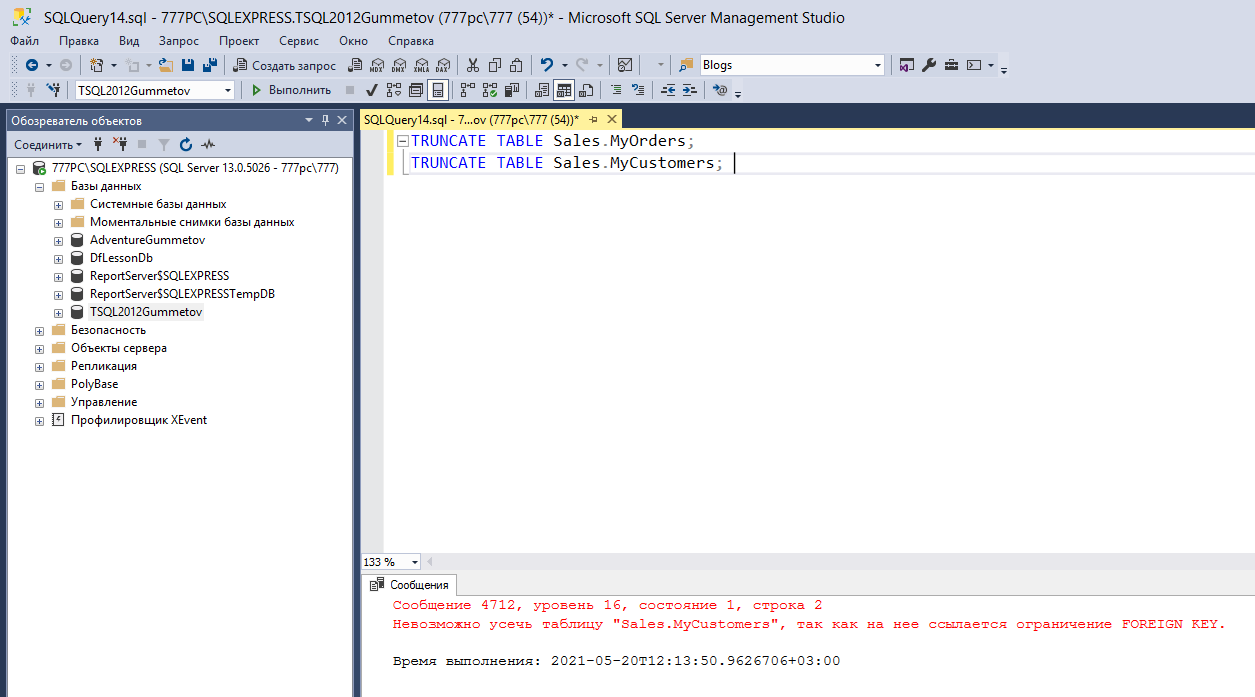 SQLQuery14.sql - 777PC\SQLEXPRESS.TSQL2012Gummetov (777pc\777 (54))* - Microsoft SQL Server Management Studio
Файл Правка Вид Запрос Проект Сервис Окно Справка
Создать запрос MDX DMX XMLA DAX Blogs
TSQL2012Gummetov Выполнить
Обозреватель объектов
Соединить
777PC\SQLEXPRESS (SQL Server 13.0.5026 - 777pc\777)
Базы данных
Системные базы данных
Моментальные снимки базы данных
AdventureGummetov
DfLessonDb
ReportServer$SQLEXPRESS
ReportServer$SQLEXPRESSTempDB
TSQL2012Gummetov
Безопасность
Объекты сервера
Репликация
PolyBase
Управление
Профилировщик XEvent
SQLQuery14.sql - 7...ov (777pc\777 (54))*
TRUNCATE TABLE Sales.MyOrders;
TRUNCATE TABLE Sales.MyCustomers;
133 %
Сообщения
Сообщение 4712, уровень 16, состояние 1, строка 2
Невозможно усечь таблицу "Sales.MyCustomers", так как на нее ссылается ограничение FOREIGN KEY.
Время выполнения: 2021-05-20T12:13:50.9626706+03:00